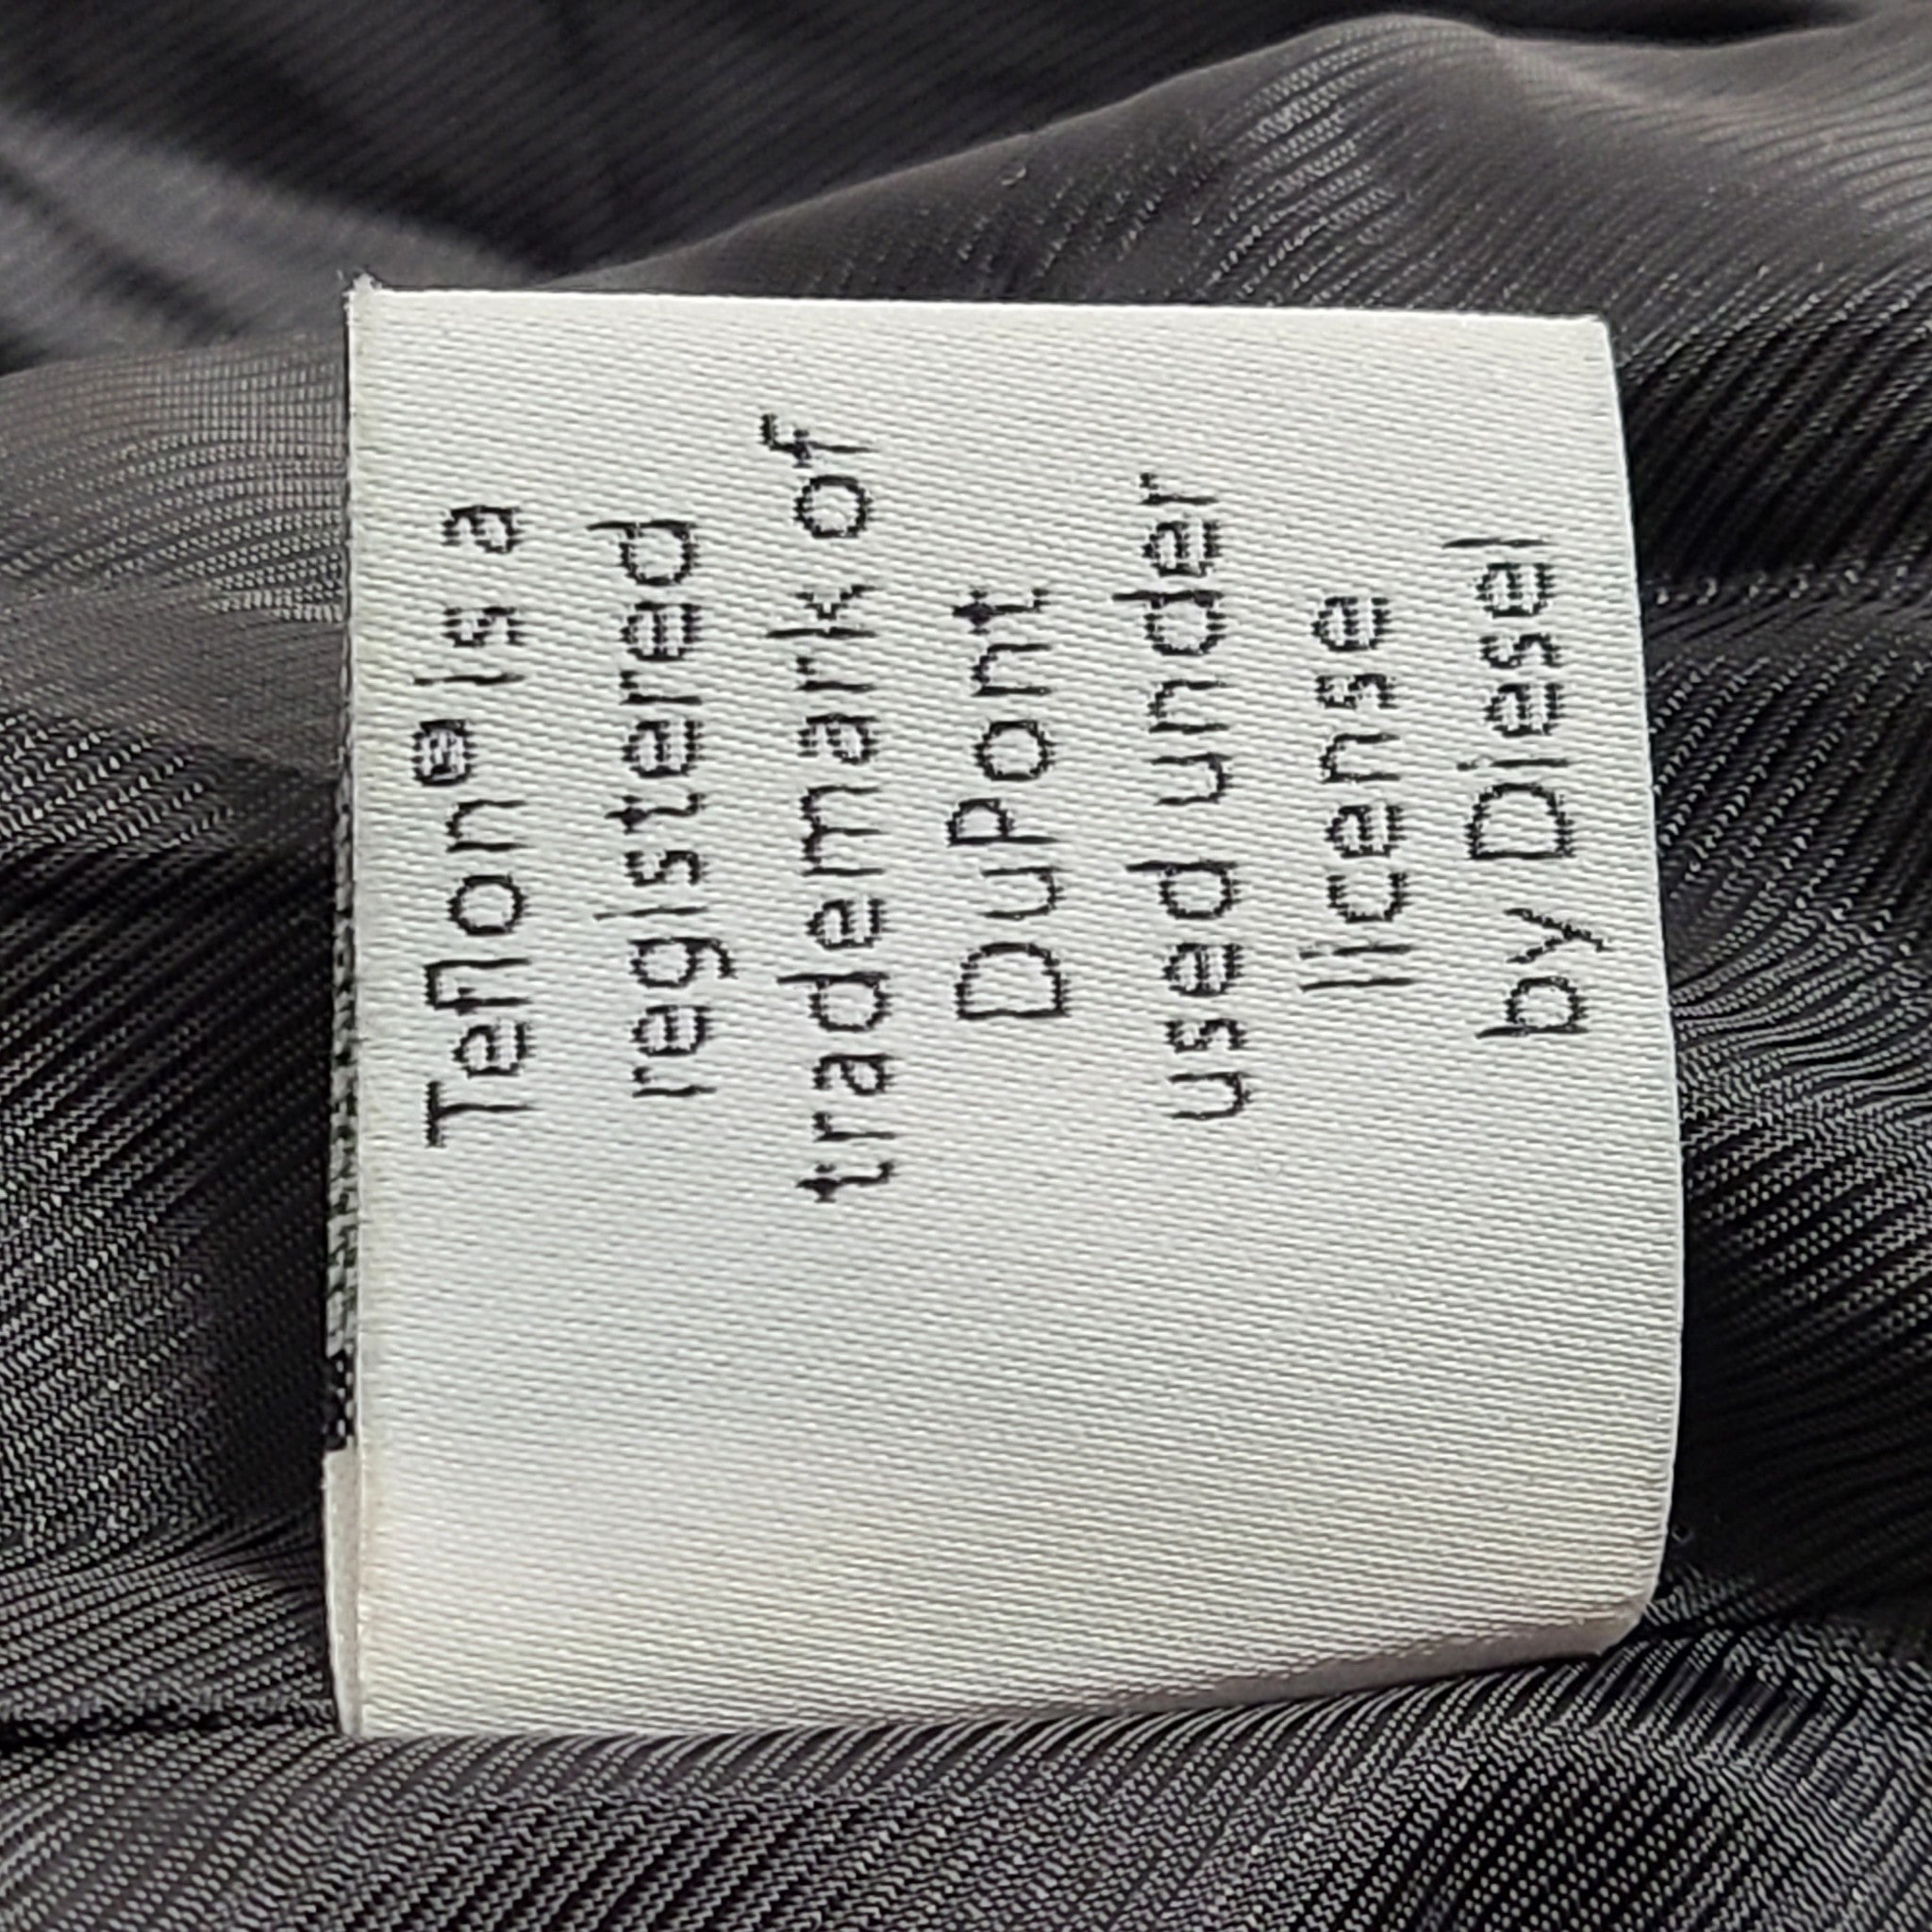 Teflon® is a
registered
trademark of
DuPont
used under
license
by Diesel